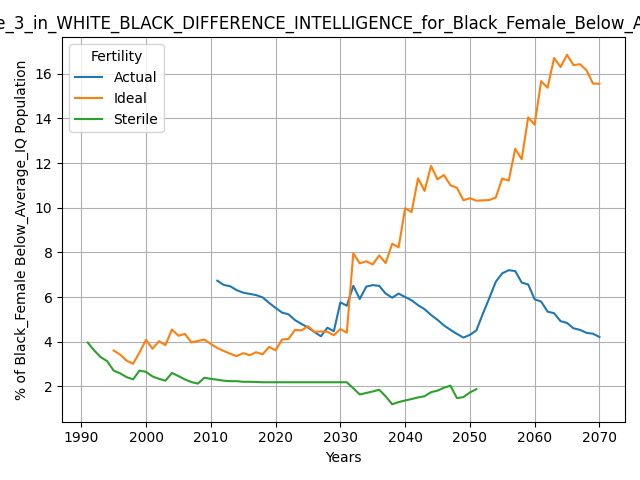 e_3_in_WHITE_BLACK_DIFFERENCE_INTELLIGENCE_for_Black_Female_Below_A
Fertility
Actual
Ideal
Sterile
% of Black_Female Below_Average_IQ Population
16
14
12
10
8
6
4
2
1990 2000 2010 2020 2030 2040 2050 2060 2070
Years